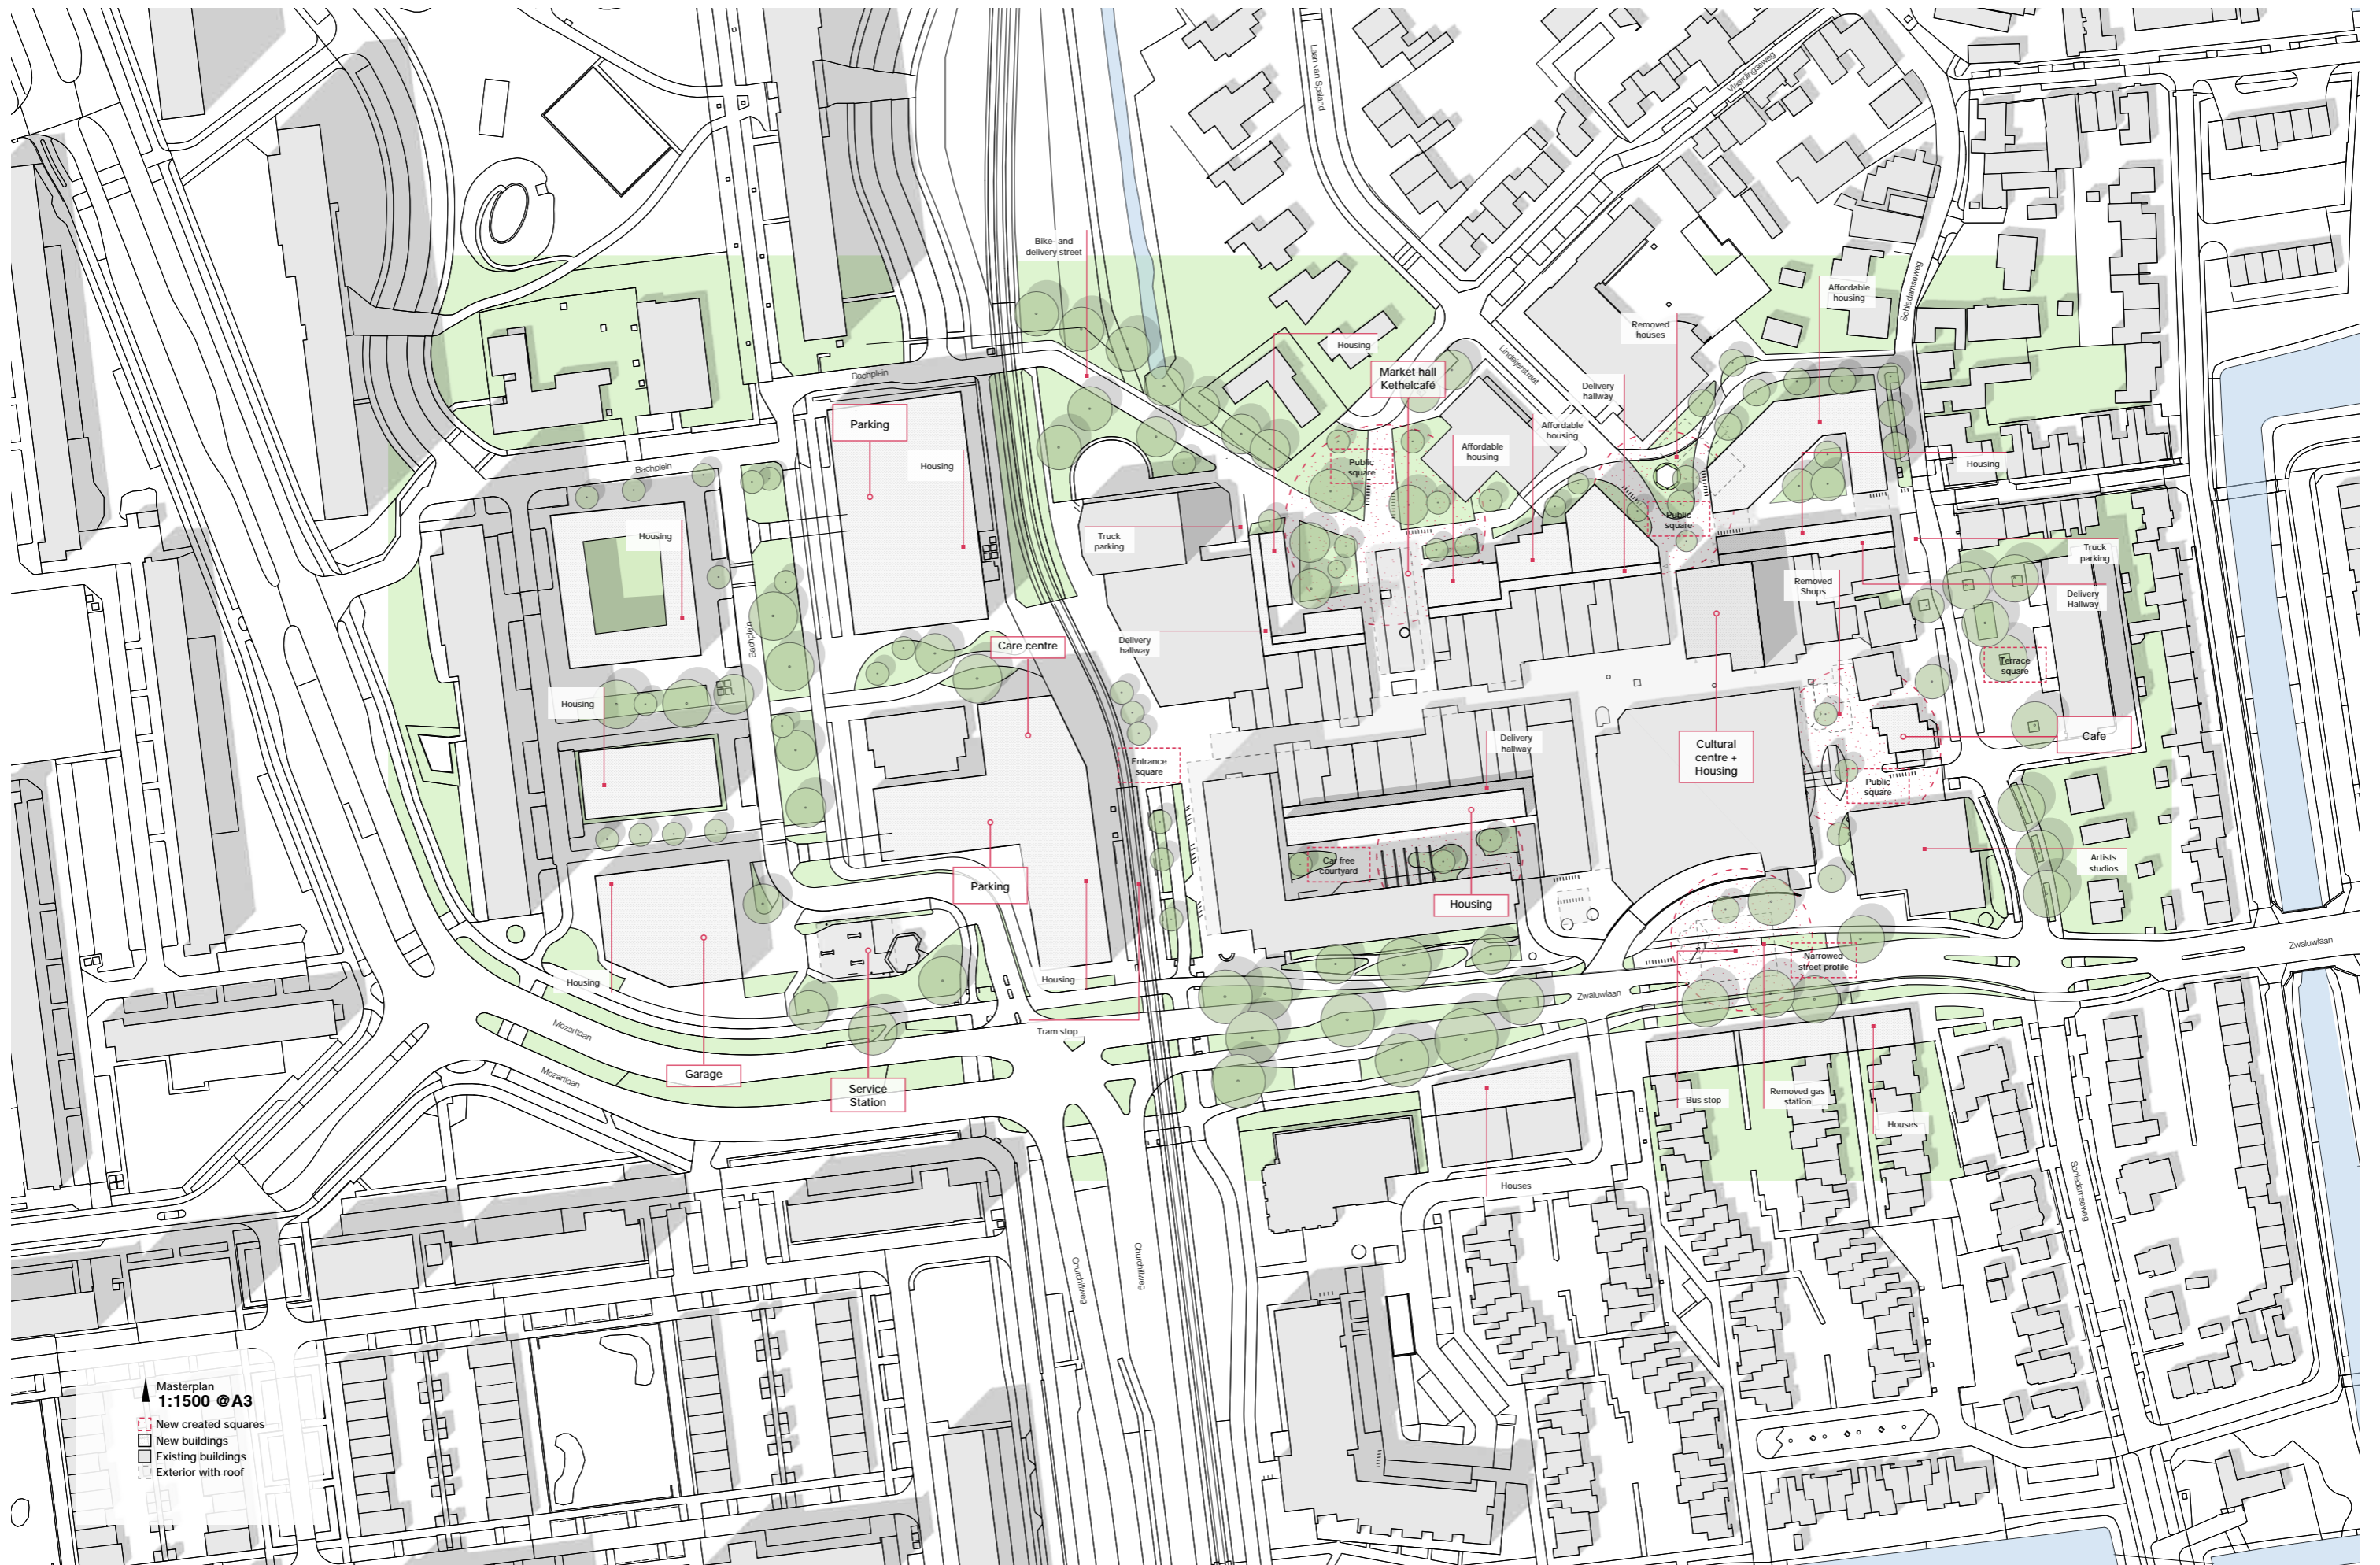 Laan van Spaland
Vlaardingseweg
Bike- and
delivery street
Schiedamseweg
Affordable
housing
Removed
houses
Housing
Lindeijerstraat
Market hall
Kethelcafé
Delivery
hallway
Bachplein
Parking
Affordable
housing
Affordable
housing
Housing
Bachplein
Housing
Public
square
Public
square
Housing
Truck
parking
Truck
parking
Removed
Shops
Delivery
Hallway
Bachplein
Delivery
hallway
Care centre
Terrace
square
Housing
Entrance
square
Delivery
hallway
Cultural
centre +
Housing
Cafe
Public
square
Car free
courtyard
Artists
studios
Parking
Housing
Zwaluwlaan
Narrowed
street profile
Housing
Housing
Zwaluwlaan
Mozartlaan
Tram stop
Mozartlaan
Garage
Service
Station
Bus stop
Removed gas
station
Houses
Houses
Schiedamseweg
Churchillweg
Churchillweg
Masterplan
1:1500 @A3
New created squares
New buildings
Existing buildings
Exterior with roof